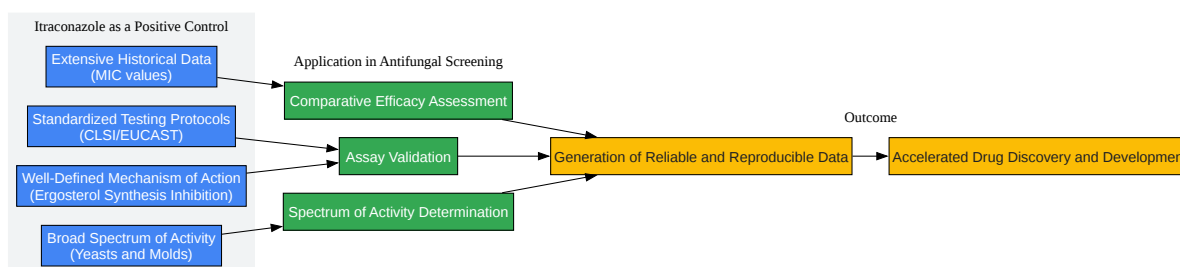 Itraconazole as a Positive Control
Extensive Historical Data
(MIC values)
Standardized Testing Protocols
(CLSI/EUCAST)
Well-Defined Mechanism of Action
(Ergosterol Synthesis Inhibition)
Broad Spectrum of Activity
(Yeasts and Molds)
Application in Antifungal Screening
Comparative Efficacy Assessment
Assay Validation
Spectrum of Activity Determination
Generation of Reliable and Reproducible Data
Outcome
Accelerated Drug Discovery and Developmen